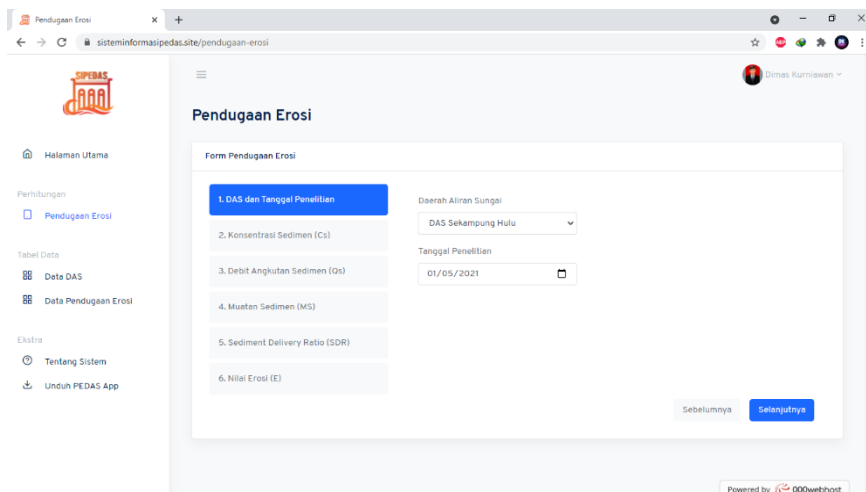 Pendugaan Erosi
sisteminformasipedas.site/pendugaan-erosi
ABP
SIPEDAS
Dimas Kurniawan
Pendugaan Erosi
Halaman Utama
Perhitungan
Pendugaan Erosi
Tabel Data
Data DAS
Data Pendugaan Erosi
Ekstra
Tentang Sistem
Unduh PEDAS App
Form Pendugaan Erosi
1. DAS dan Tanggal Penelitian
2. Konsentrasi Sedimen (Cs)
3. Debit Angkutan Sedimen (Qs)
4. Muatan Sedimen (MS)
5. Sediment Delivery Ratio (SDR)
6. Nilai Erosi (E)
Daerah Aliran Sungai
DAS Sekampung Hulu
Tanggal Penelitian
01/05/2021
Sebelumnya
Selanjutnya
Powered by 000webhost